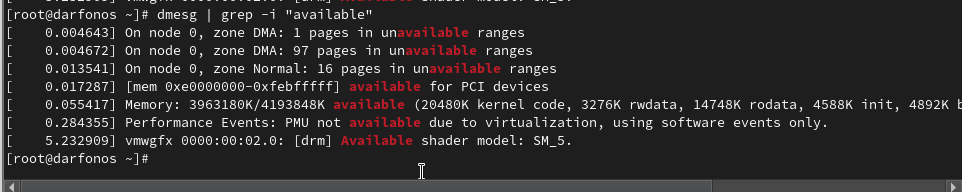 [root@darfonos ~]# dmesg | grep -i "available"
[    0.004643] On node 0, zone DMA: 1 pages in unavailable ranges
[    0.004672] On node 0, zone DMA: 97 pages in unavailable ranges
[    0.013541] On node 0, zone Normal: 16 pages in unavailable ranges
[    0.017287] [mem 0xe0000000-0xfebfffff] available for PCI devices
[    0.055417] Memory: 3963180K/4193848K available (20480K kernel code, 3276K rwdata, 14748K rodata, 4588K init, 4892K b
[    0.284355] Performance Events: PMU not available due to virtualization, using software events only.
[    5.232909] vmwgfx 0000:00:02.0: [drm] Available shader model: SM_5.
[root@darfonos ~]#